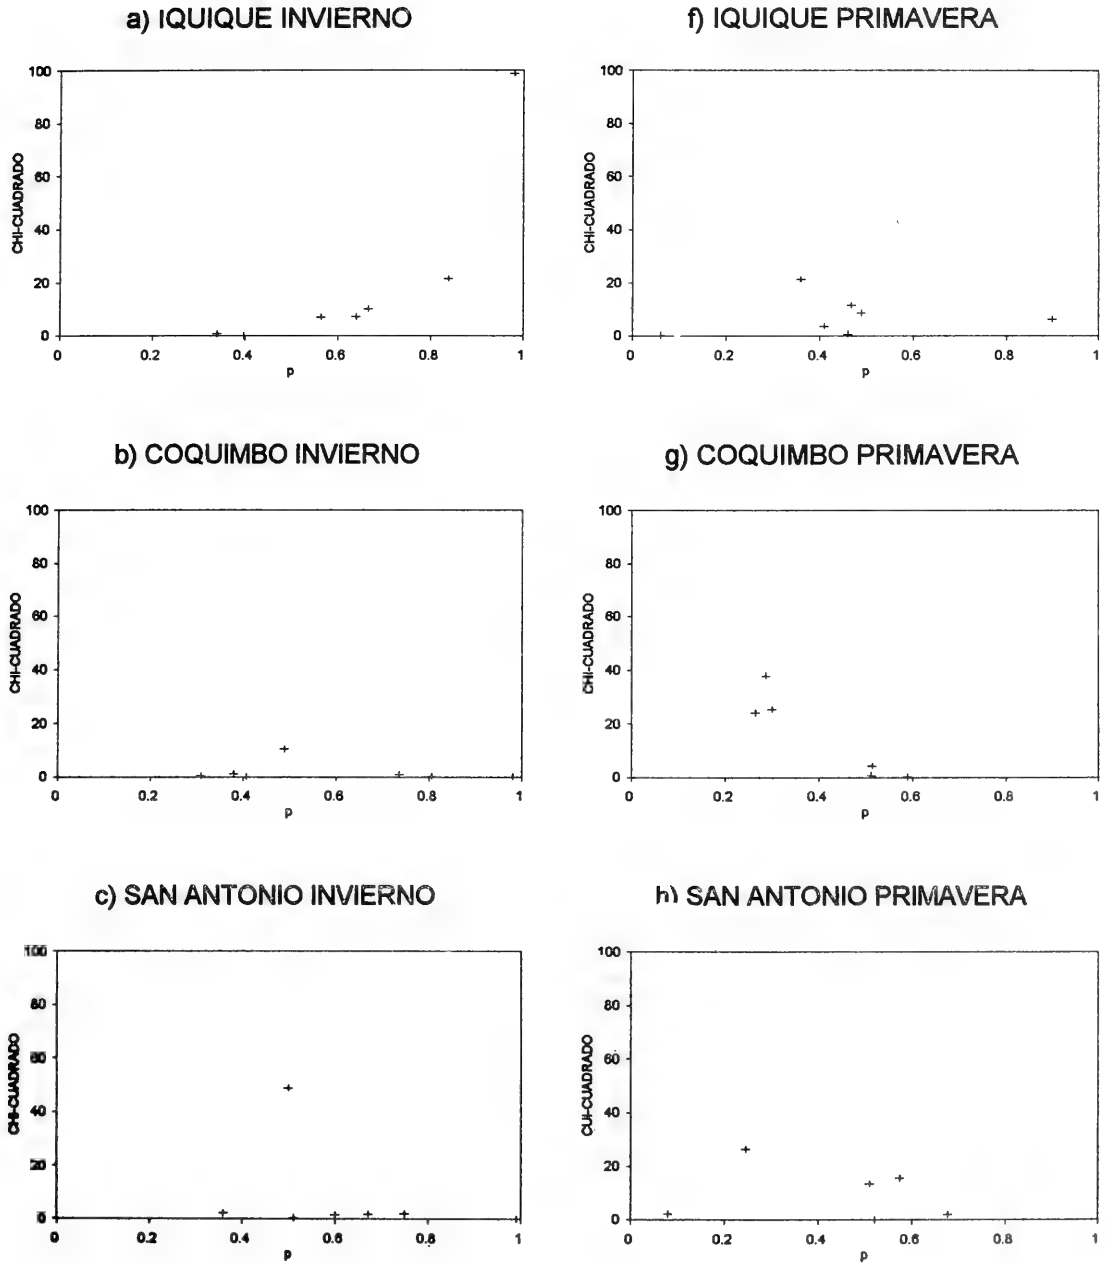 a) IQUIQUE INVIERNO
100
80
60
40
20
0
CHI-CUADRADO
0 0.2 0.4 0.6 0.8 1
p
f) IQUIQUE PRIMAVERA
100
80
60
40
20
0
CHI-CUADRADO
0 0.2 0.4 0.6 0.8 1
p
b) COQUIMBO INVIERNO
100
80
60
40
20
0
CHI-CUADRADO
0 0.2 0.4 0.6 0.8 1
p
g) COQUIMBO PRIMAVERA
100
80
60
40
20
0
CHI-CUADRADO
0 0.2 0.4 0.6 0.8 1
p
c) SAN ANTONIO INVIERNO
100
80
60
40
20
0
CHI-CUADRADO
0 0.2 0.4 0.6 0.8 1
p
h) SAN ANTONIO PRIMAVERA
100
80
60
40
20
0
CUI-CUADRADO
0 0.2 0.4 0.6 0.8 1
p